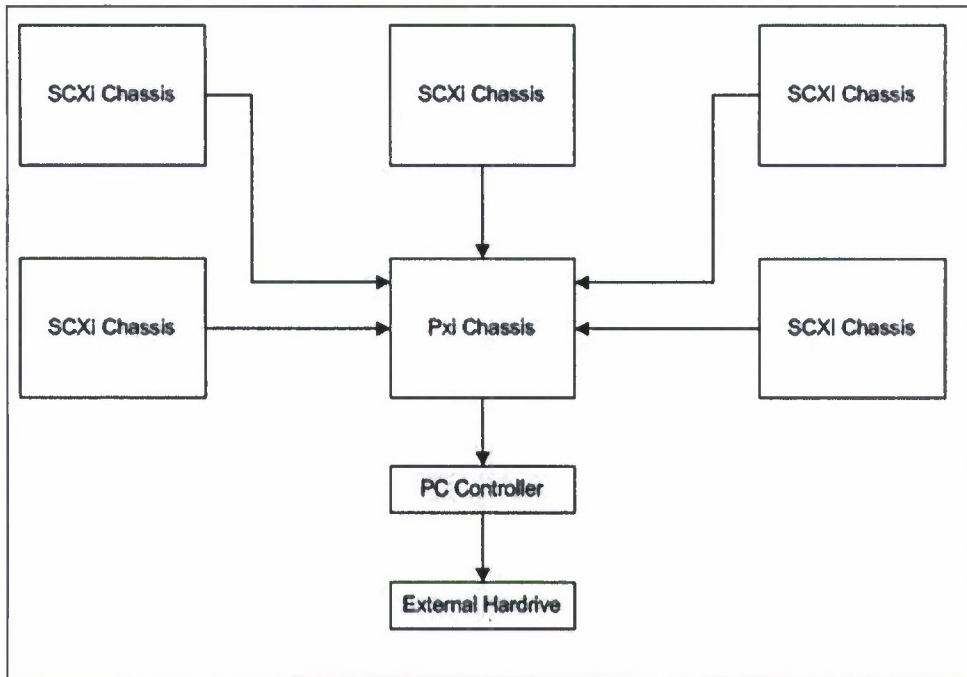 SCXi Chassis
SCXi Chassis
SCXI Chassis
SCXi Chassis
Pxi Chassis
SCXI Chassis
PC Controller
External Hardrive